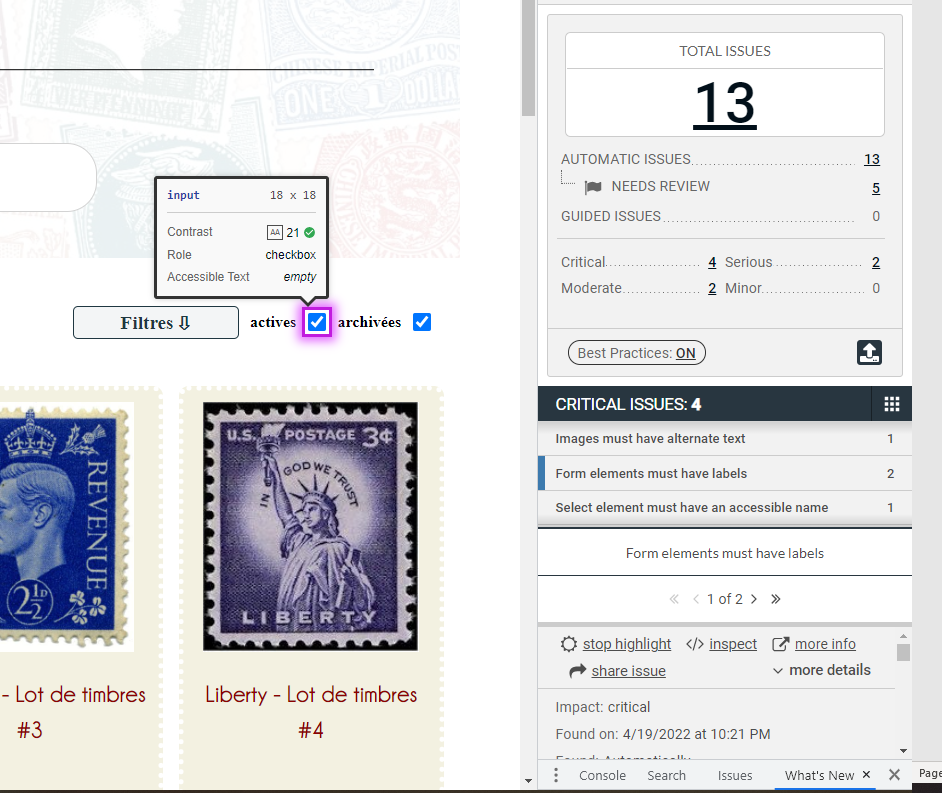 CHINESE IMPERIAL POS
ONE 1 DOLLA
input 18 x 18
Contrast AA 21
Role checkbox
Accessible Text empty
Filtres ⇩ actives archivées
REVENUE
2 1/2 D
U.S. POSTAGE 3¢
IN GOD WE TRUST
LIBERTY
- Lot de timbres
#3
Liberty - Lot de timbres
#4
TOTAL ISSUES
13
AUTOMATIC ISSUES 13
NEEDS REVIEW 5
GUIDED ISSUES 0
Critical 4 Serious 2
Moderate 2 Minor 0
Best Practices: ON
CRITICAL ISSUES: 4
Images must have alternate text 1
Form elements must have labels 2
Select element must have an accessible name 1
Form elements must have labels
« < 1 of 2 > »
stop highlight </> inspect more info
share issue more details
Impact: critical
Found on: 4/19/2022 at 10:21 PM
Found: Automatically
Console Search Issues What's New × × Page